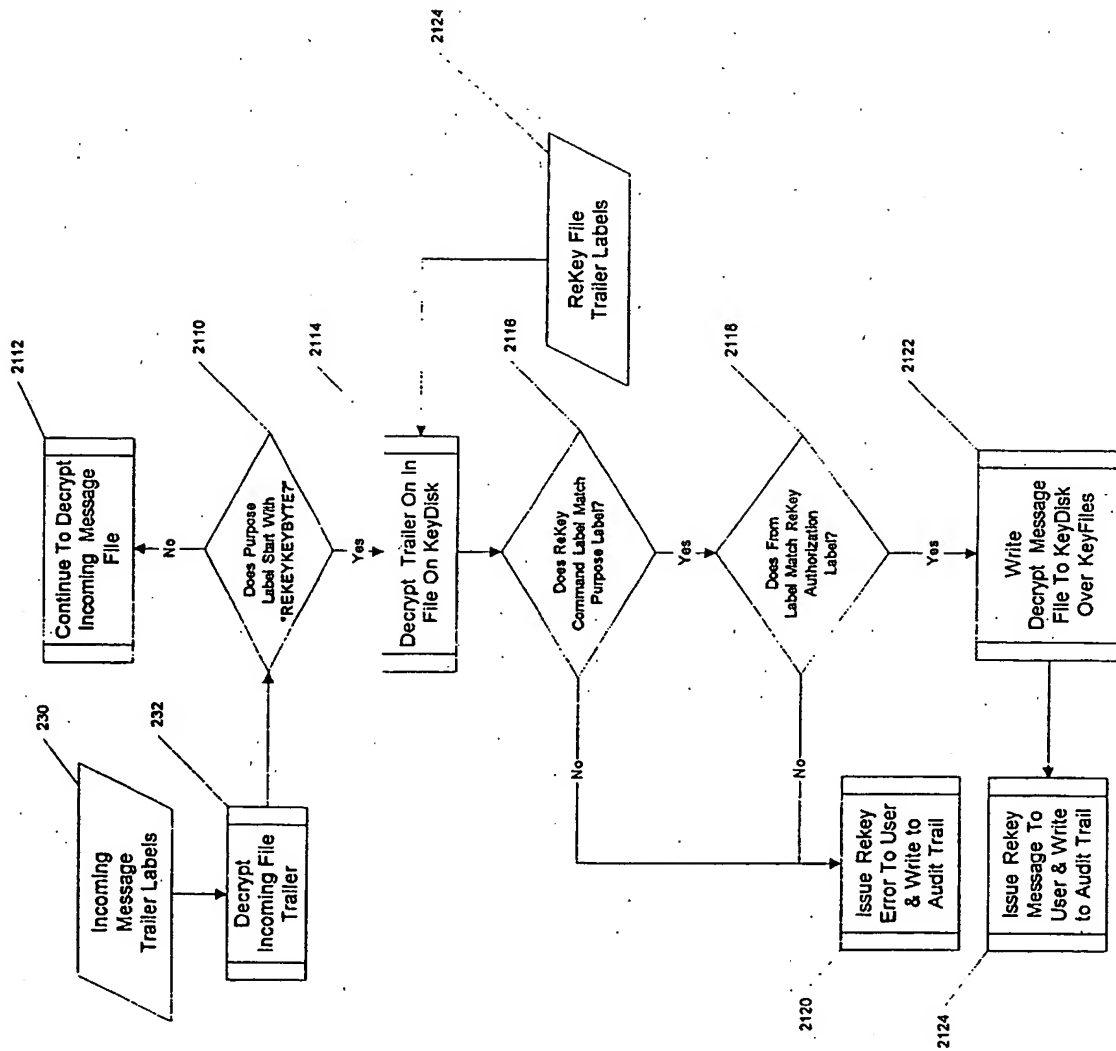 230
Incoming
Message
Trailer Labels
232
Decrypt
Incoming File
Trailer
2112
Continue To Decrypt
Incoming Message
File
No
2110
Does Purpose
Label Start With
"REKEYKEYBYTE?"
Yes
2114
Decrypt Trailer On In
File On KeyDisk
2124
ReKey File
Trailer Labels
2116
Does ReKey
Command Label Match
Purpose Label?
No
Yes
2118
Does From
Label Match ReKey
Authorization
Label?
No
Yes
2120
Issue Rekey
Error To User
& Write to
Audit Trail
2122
Write
Decrypt Message
File To KeyDisk
Over KeyFiles
2124
Issue Rekey
Message To
User & Write
to Audit Trail